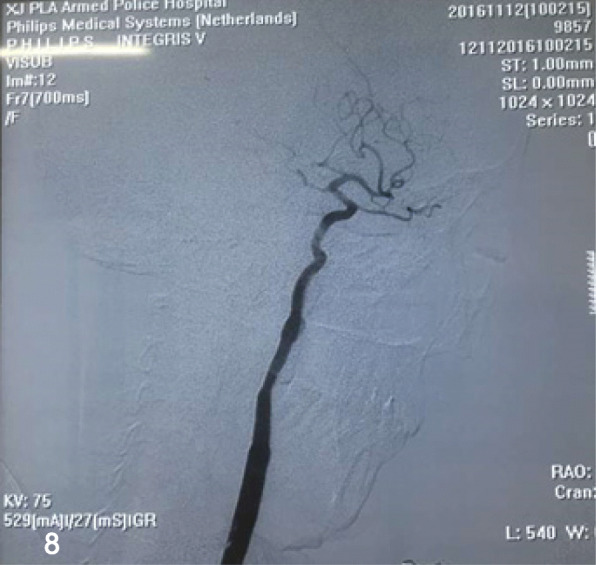 XJ PLA Armed Police Hospital
Philips Medical Systems (Netherlands)
PHILIPS INTEGRIS V
VISUB
Im#:12
Fr7(700ms)
/F
20161112(100215)
9857
12112016100215
ST: 1.00mm
SL: 0.00mm
1024 x 1024
Series: 1
KV: 75
529(mA)I/27(mS)IGR
RAO:
Cran:
L: 540 W:
8